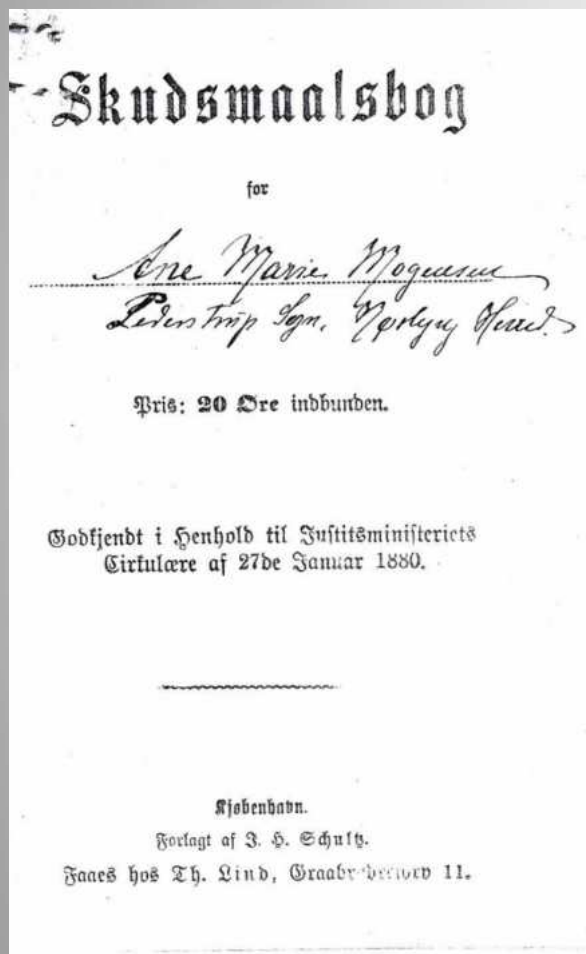 Skudsmaalsbog
for
Ane Marie Mogensen
Pederstrup Sogn, Nørlyng Herred.
Pris: 20 Øre indbunden.
Godkjendt i Henhold til Justitsministeriets
Cirkulære af 27de Januar 1880.
Kjøbenhavn.
Forlagt af J. H. Schultz.
Faaes hos Th. Lind, 11.